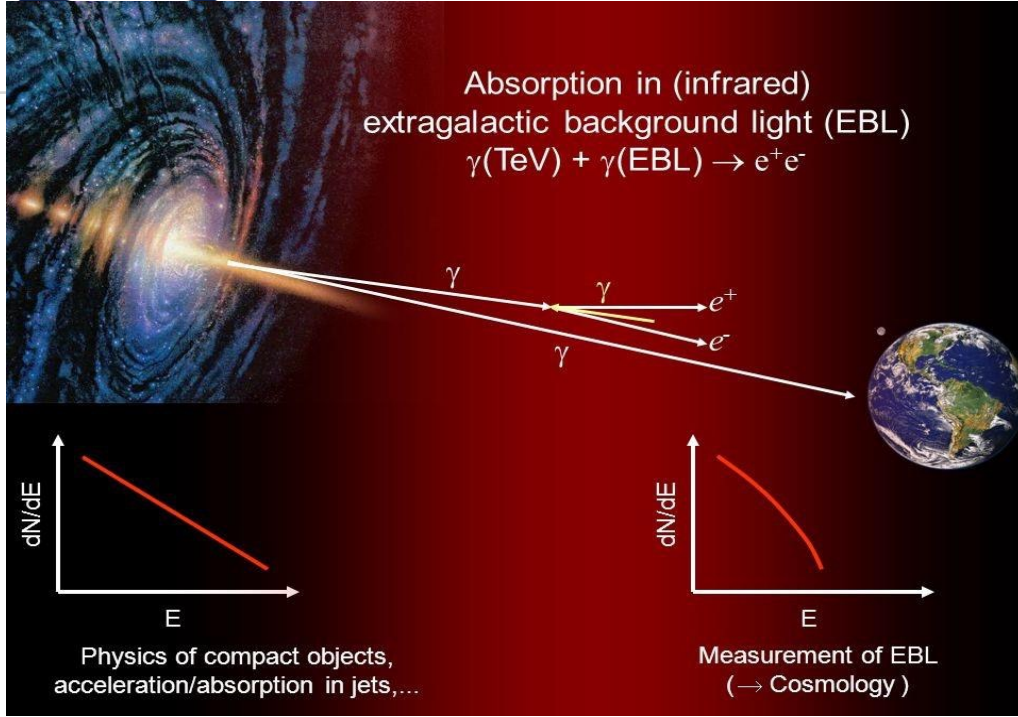 Absorption in (infrared)
extragalactic background light (EBL)
γ(TeV) + γ(EBL) → e⁺e⁻
γ
γ
e⁺
e⁻
γ
dN/dE
E
Physics of compact objects,
acceleration/absorption in jets,...
dN/dE
E
Measurement of EBL
(→ Cosmology )